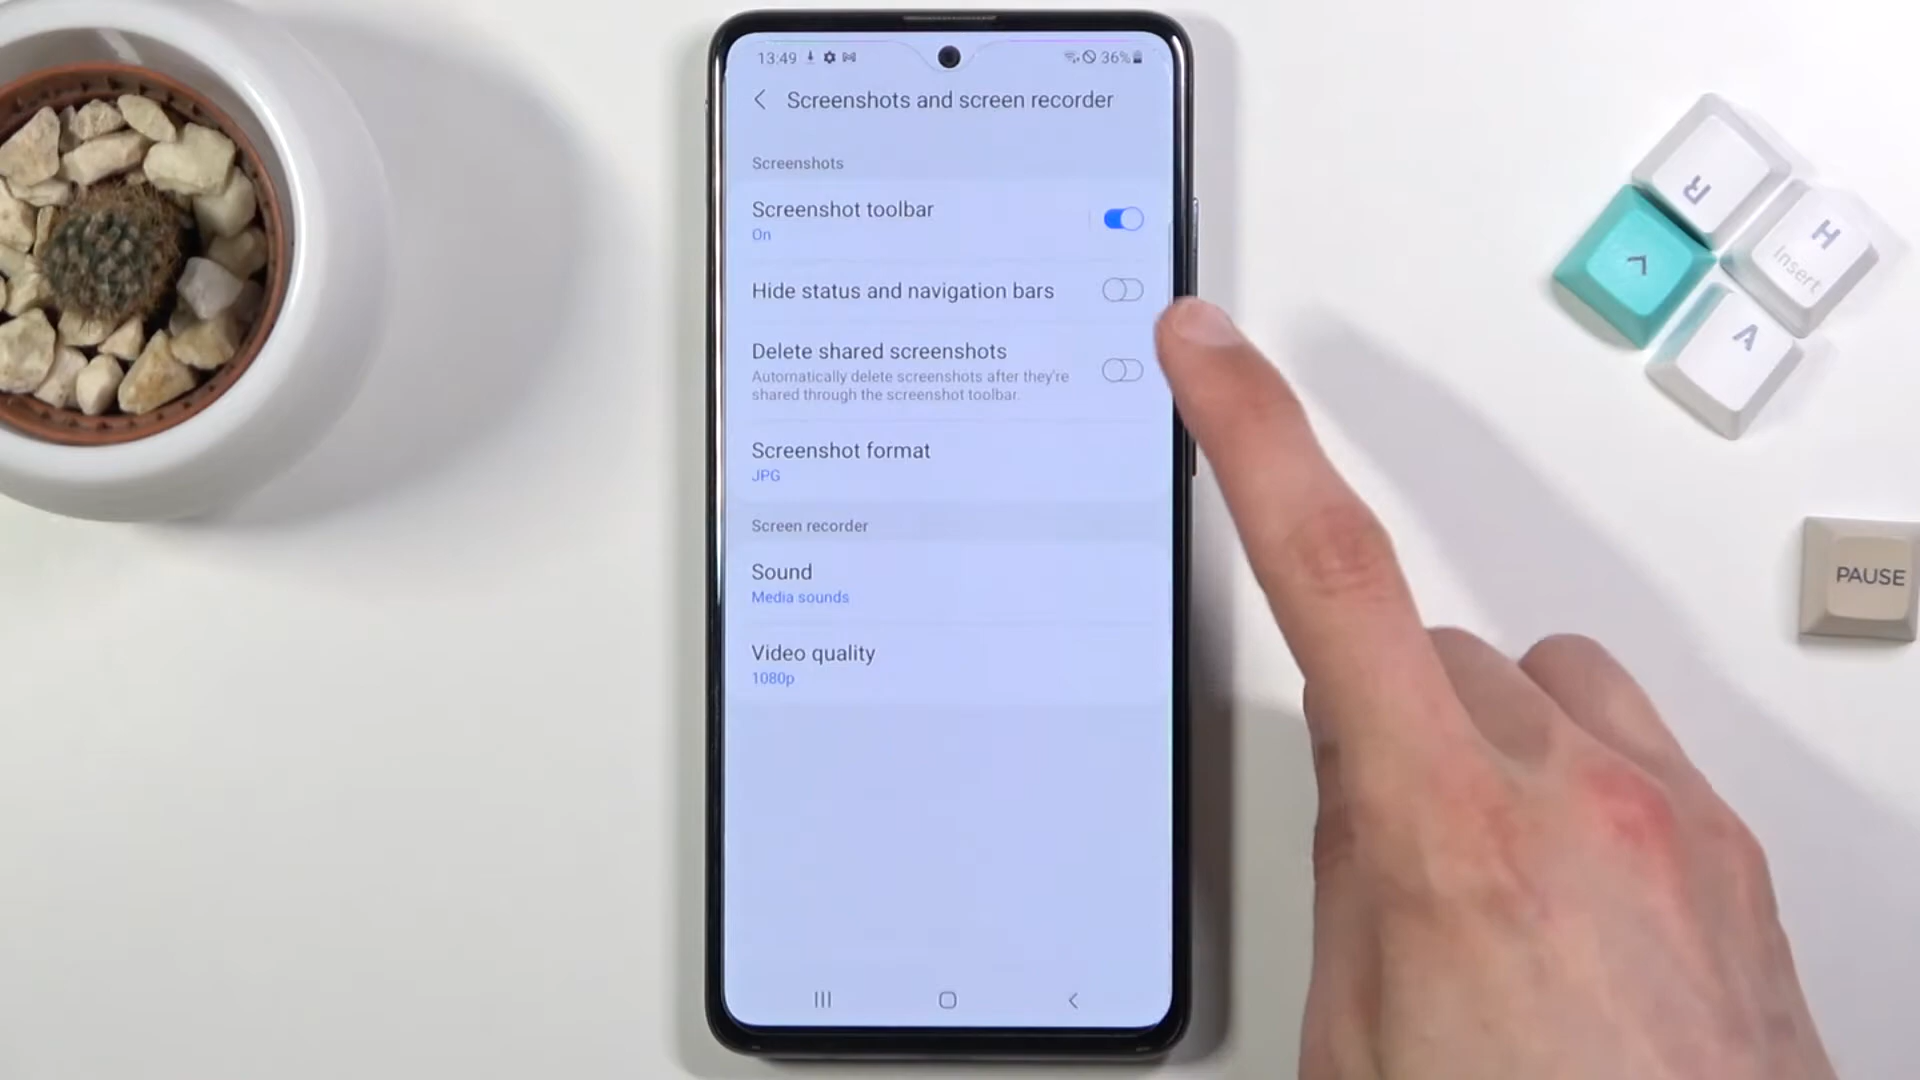 13:49
36%
Screenshots and screen recorder
Screenshots
Screenshot toolbar
On
Hide status and navigation bars
Delete shared screenshots
Automatically delete screenshots after they're
shared through the screenshot toolbar.
Screenshot format
JPG
Screen recorder
Sound
Media sounds
Video quality
1080p
R
H
Insert
^
A
PAUSE